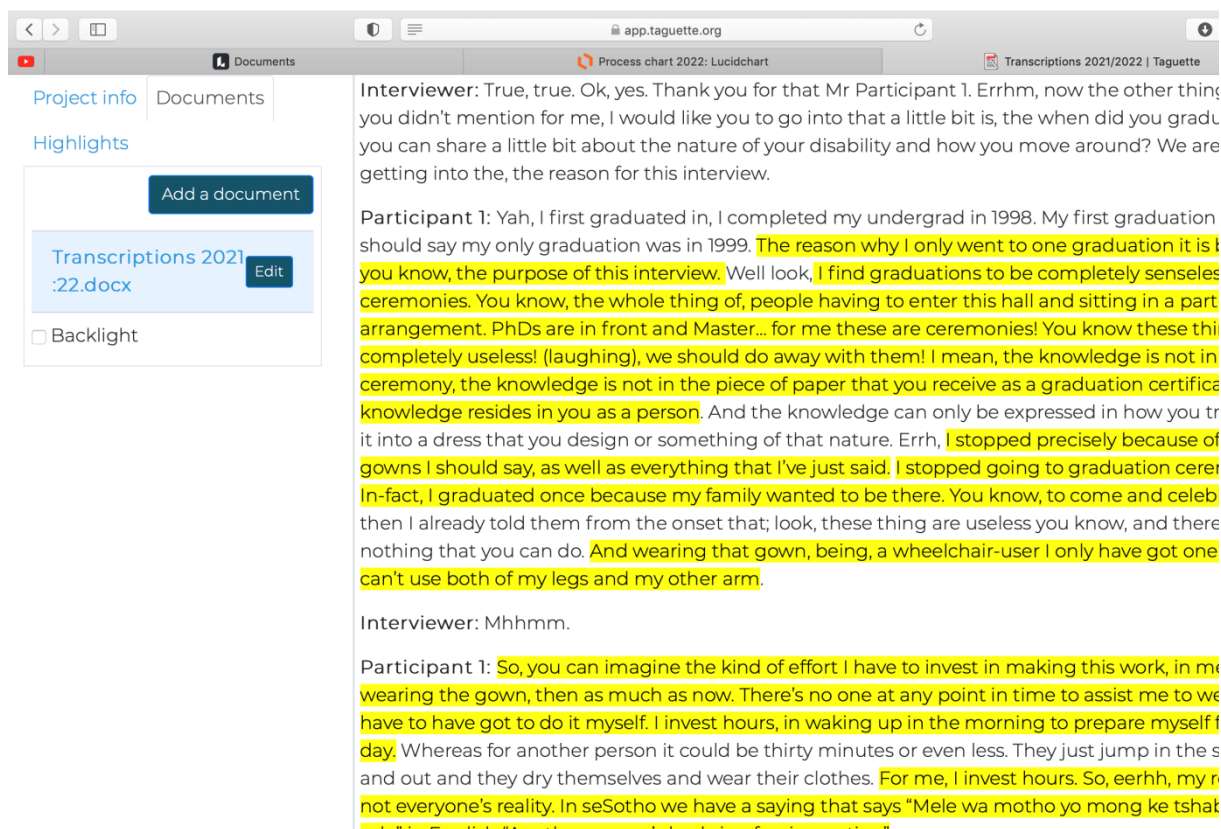 app.taguette.org
Documents
Process chart 2022: Lucidchart
Transcriptions 2021/2022 | Taguette
Project info
Documents
Highlights
Add a document
Transcriptions 2021
:22.docx
Edit
Backlight
Interviewer: True, true. Ok, yes. Thank you for that Mr Participant 1. Errhm, now the other thing
you didn't mention for me, I would like you to go into that a little bit is, the when did you gradu
you can share a little bit about the nature of your disability and how you move around? We are
getting into the, the reason for this interview.
Participant 1: Yah, I first graduated in, I completed my undergrad in 1998. My first graduation
should say my only graduation was in 1999. The reason why I only went to one graduation it is b
you know, the purpose of this interview. Well look, I find graduations to be completely senseles
ceremonies. You know, the whole thing of, people having to enter this hall and sitting in a part
arrangement. PhDs are in front and Master... for me these are ceremonies! You know these thi
completely useless! (laughing), we should do away with them! I mean, the knowledge is not in
ceremony, the knowledge is not in the piece of paper that you receive as a graduation certifica
knowledge resides in you as a person. And the knowledge can only be expressed in how you tr
it into a dress that you design or something of that nature. Errh, I stopped precisely because of
gowns I should say, as well as everything that I've just said. I stopped going to graduation cerem
In-fact, I graduated once because my family wanted to be there. You know, to come and celeb
then I already told them from the onset that; look, these thing are useless you know, and there
nothing that you can do. And wearing that gown, being, a wheelchair-user I only have got one
can't use both of my legs and my other arm.
Interviewer: Mhhmm.
Participant 1: So, you can imagine the kind of effort I have to invest in making this work, in me
wearing the gown, then as much as now. There's no one at any point in time to assist me to we
have to have got to do it myself. I invest hours, in waking up in the morning to prepare myself f
day. Whereas for another person it could be thirty minutes or even less. They just jump in the s
and out and they dry themselves and wear their clothes. For me, I invest hours. So, eerhh, my r
not everyone's reality. In seSotho we have a saying that says "Mele wa motho yo mong ke tshab